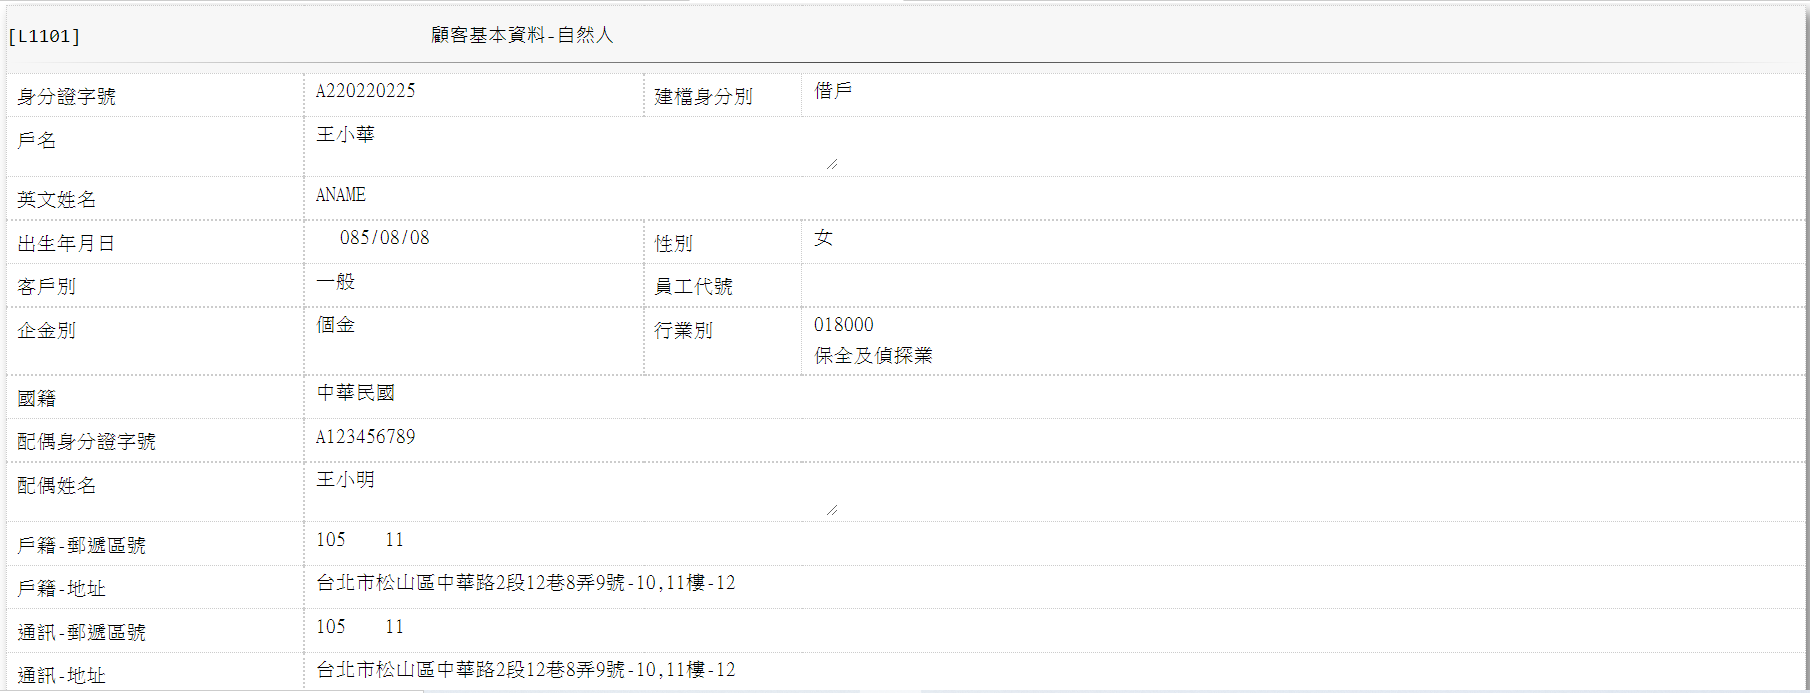 [L1101] 顧客基本資料-自然人
身分證字號 A220220225 建檔身分別 借戶
戶名 王小華
英文姓名 ANAME
出生年月日 085/08/08 性別 女
客戶別 一般 員工代號
企金別 個金 行業別 018000
保全及偵探業
國籍 中華民國
配偶身分證字號 A123456789
配偶姓名 王小明
戶籍-郵遞區號 105 11
戶籍-地址 台北市松山區中華路2段12巷8弄9號-10,11樓-12
通訊-郵遞區號 105 11
通訊-地址 台北市松山區中華路2段12巷8弄9號-10,11樓-12